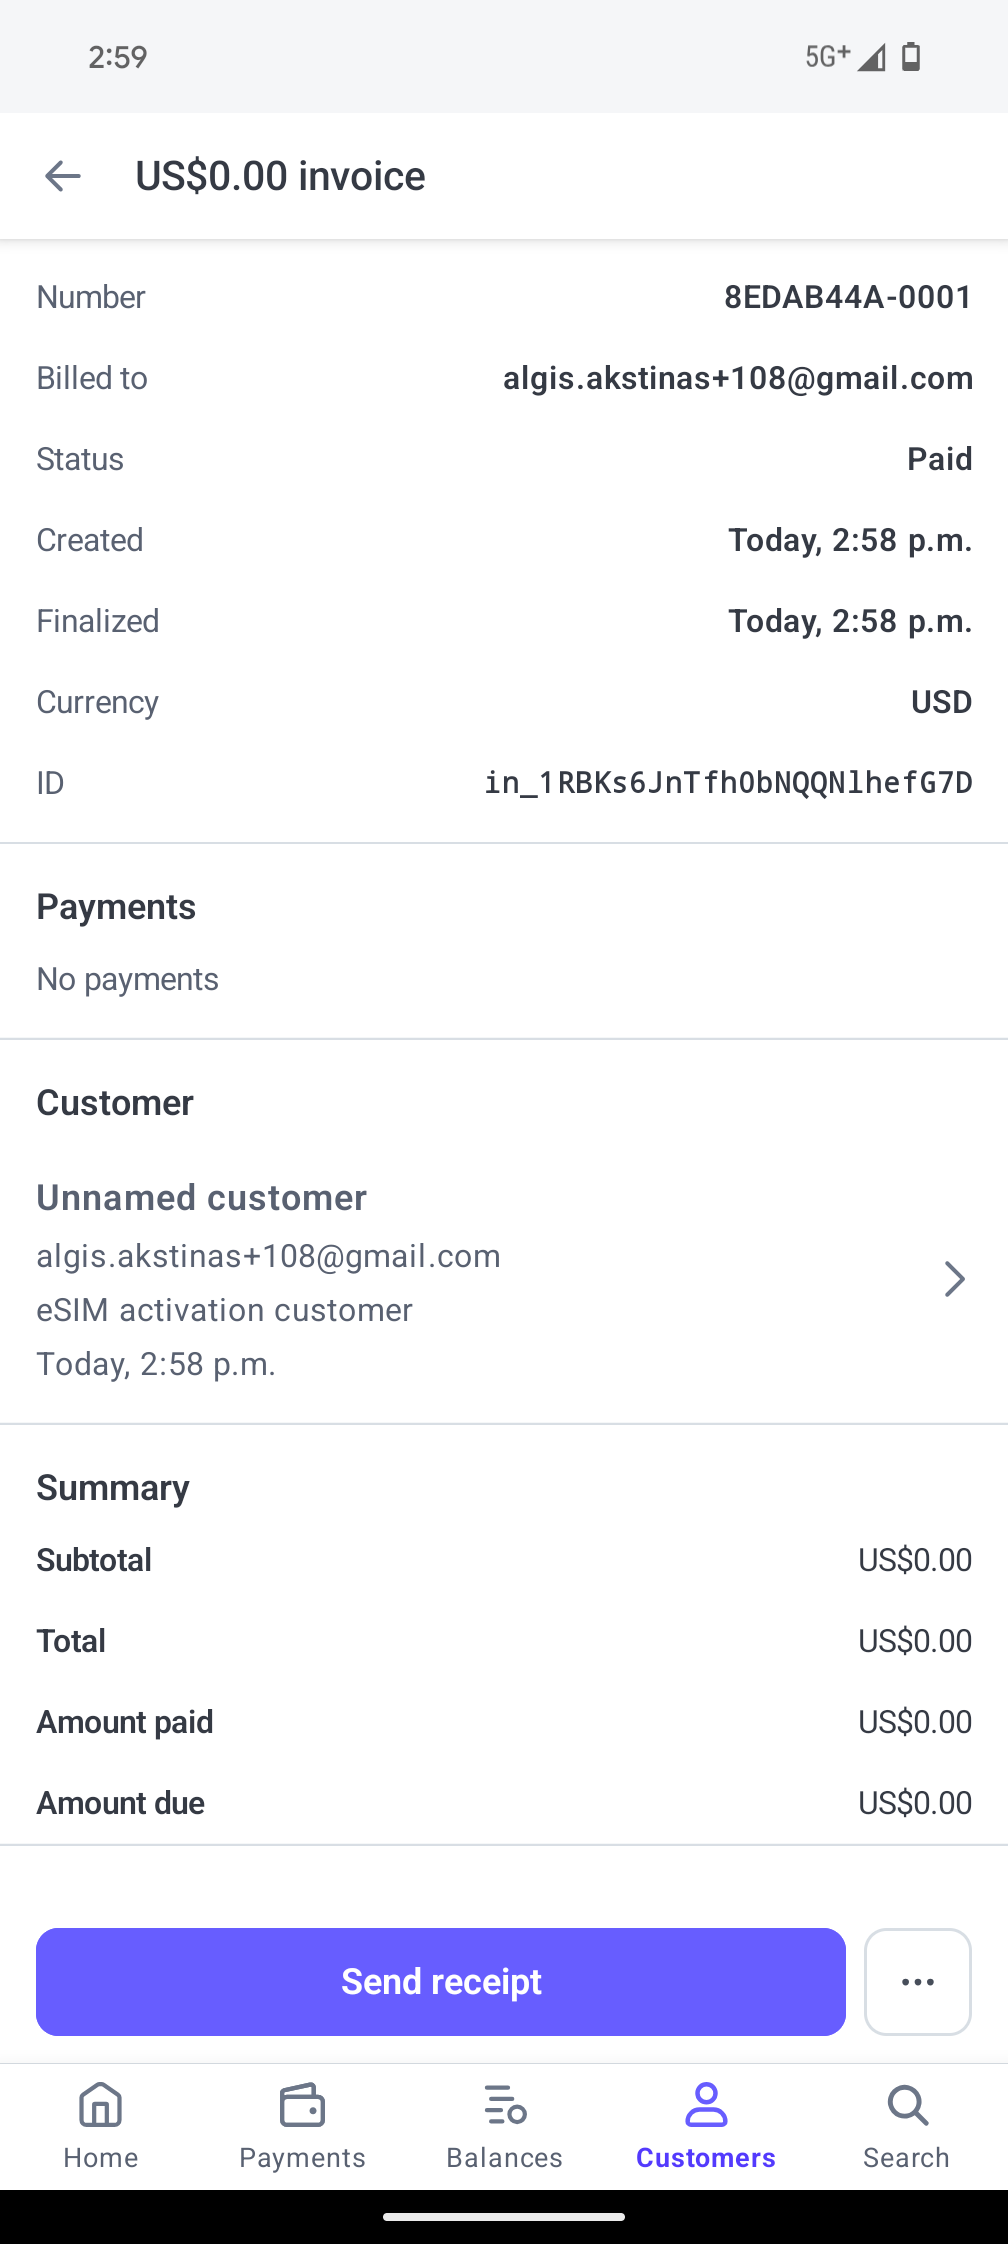 2:59
5G+
US$0.00 invoice
Number 8EDAB44A-0001
Billed to algis.akstinas+108@gmail.com
Status Paid
Created Today, 2:58 p.m.
Finalized Today, 2:58 p.m.
Currency USD
ID in_1RBKs6JnTfh0bNQQNlhefG7D
Payments
No payments
Customer
Unnamed customer
algis.akstinas+108@gmail.com
eSIM activation customer
Today, 2:58 p.m.
Summary
Subtotal US$0.00
Total US$0.00
Amount paid US$0.00
Amount due US$0.00
Send receipt
Home Payments Balances Customers Search